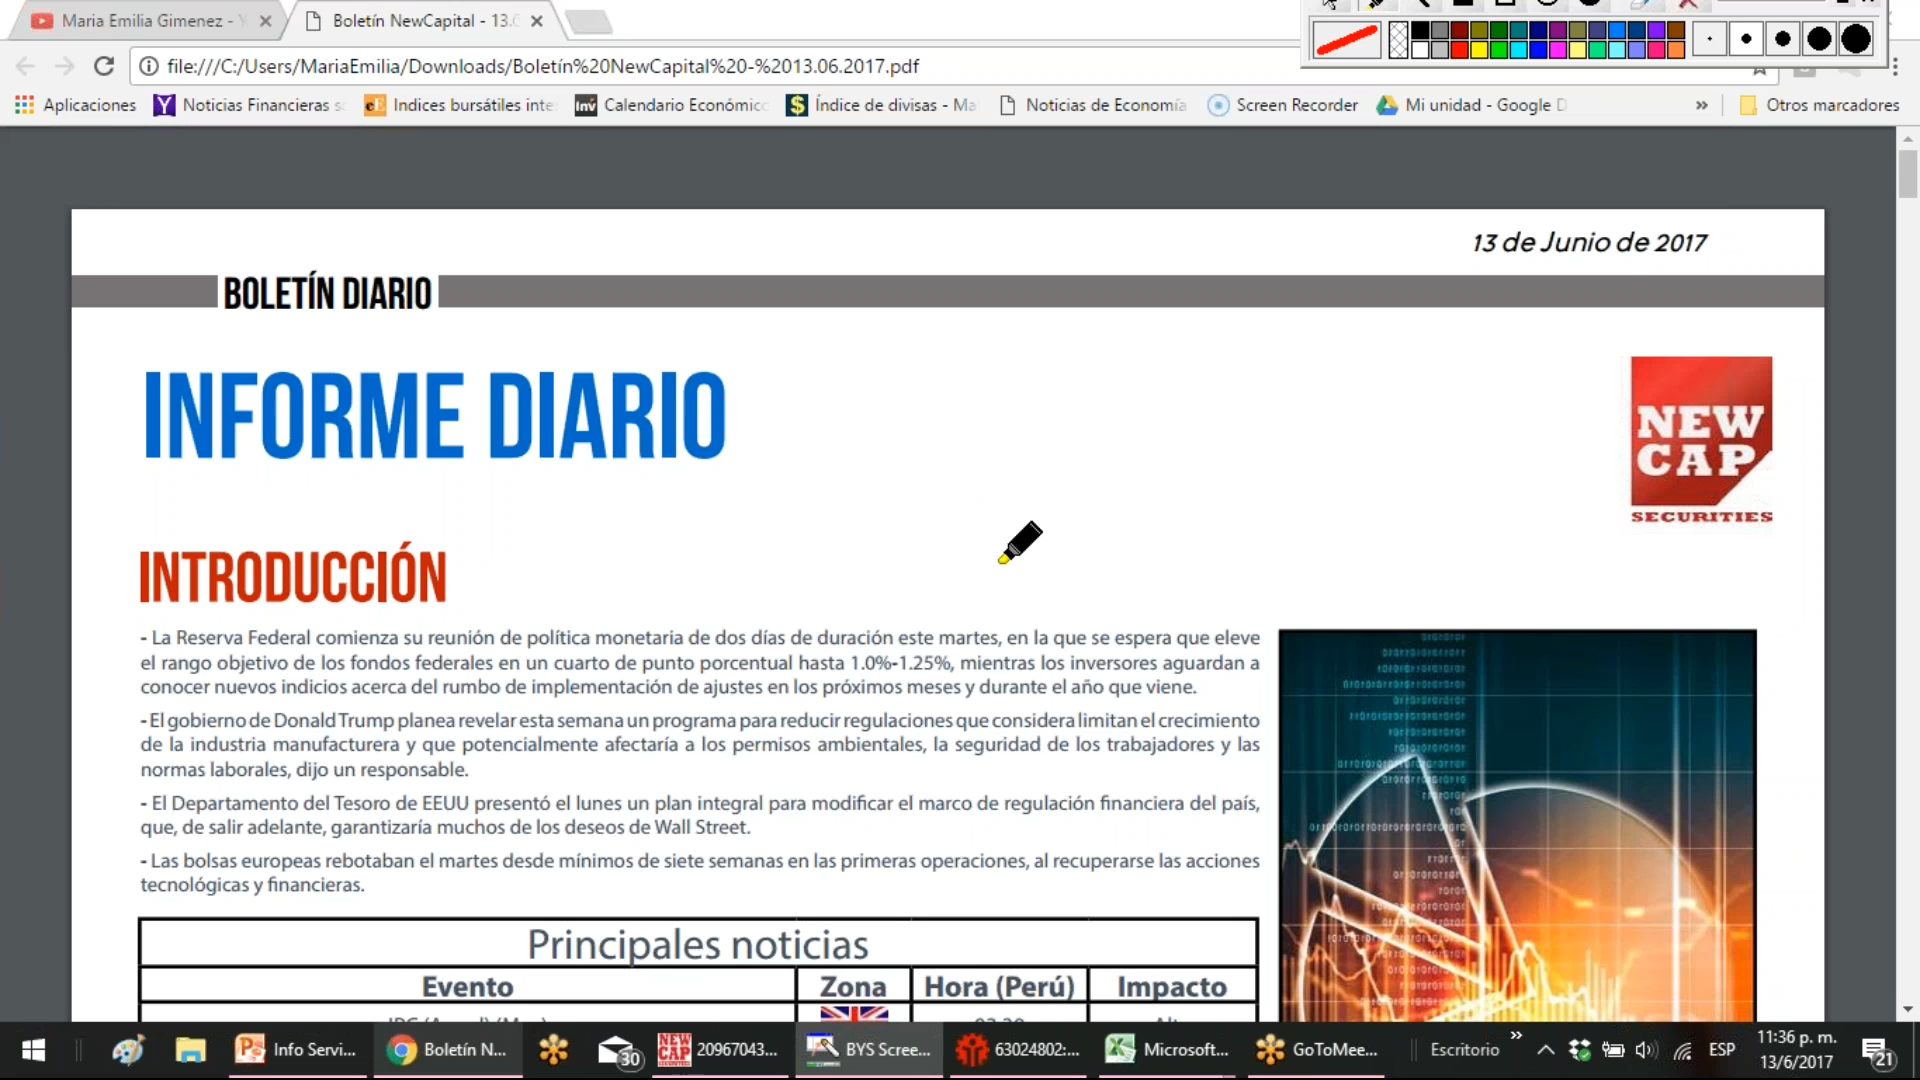 Maria Emilia Gimenez - Y
Boletín NewCapital - 13.0
file:///C:/Users/MariaEmilia/Downloads/Boletín%20NewCapital%20-%2013.06.2017.pdf
Aplicaciones
Noticias Financieras
Indices bursátiles inte
Calendario Económic
Índice de divisas - Ma
Noticias de Economía
Screen Recorder
Mi unidad - Google D
»
Otros marcadores
13 de Junio de 2017
BOLETÍN DIARIO
INFORME DIARIO
NEW
CAP
SECURITIES
INTRODUCCIÓN
- La Reserva Federal comienza su reunión de política monetaria de dos días de duración este martes, en la que se espera que eleve
el rango objetivo de los fondos federales en un cuarto de punto porcentual hasta 1.0%-1.25%, mientras los inversores aguardan a
conocer nuevos indicios acerca del rumbo de implementación de ajustes en los próximos meses y durante el año que viene.
- El gobierno de Donald Trump planea revelar esta semana un programa para reducir regulaciones que considera limitan el crecimiento
de la industria manufacturera y que potencialmente afectaría a los permisos ambientales, la seguridad de los trabajadores y las
normas laborales, dijo un responsable.
- El Departamento del Tesoro de EEUU presentó el lunes un plan integral para modificar el marco de regulación financiera del país,
que, de salir adelante, garantizaría muchos de los deseos de Wall Street.
- Las bolsas europeas rebotaban el martes desde mínimos de siete semanas en las primeras operaciones, al recuperarse las acciones
tecnológicas y financieras.
Principales noticias
Evento Zona Hora (Perú) Impacto
Info Servi...
Boletín N...
30
NEW CAP
20967043...
BYS Scree...
63024802:...
Microsoft...
GoToMee...
Escritorio
»
ESP
11:36 p. m.
13/6/2017
21